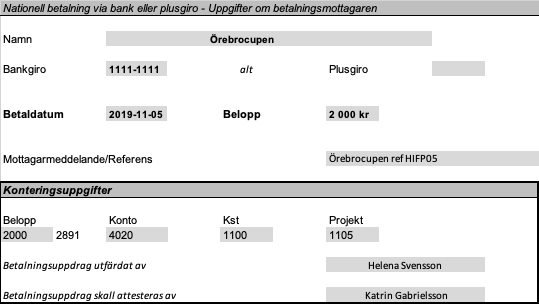 Nationell betalning via bank eller plusgiro - Uppgifter om betalningsmottagaren
Namn Örebrocupen
Bankgiro 1111-1111 alt Plusgiro
Betaldatum 2019-11-05 Belopp 2 000 kr
Mottagarmeddelande/Referens Örebrocupen ref HIFP05
Konteringsuppgifter
Belopp Konto Kst Projekt
2000 2891 4020 1100 1105
Betalningsuppdrag utfärdat av Helena Svensson
Betalningsuppdrag skall attesteras av Katrin Gabrielsson